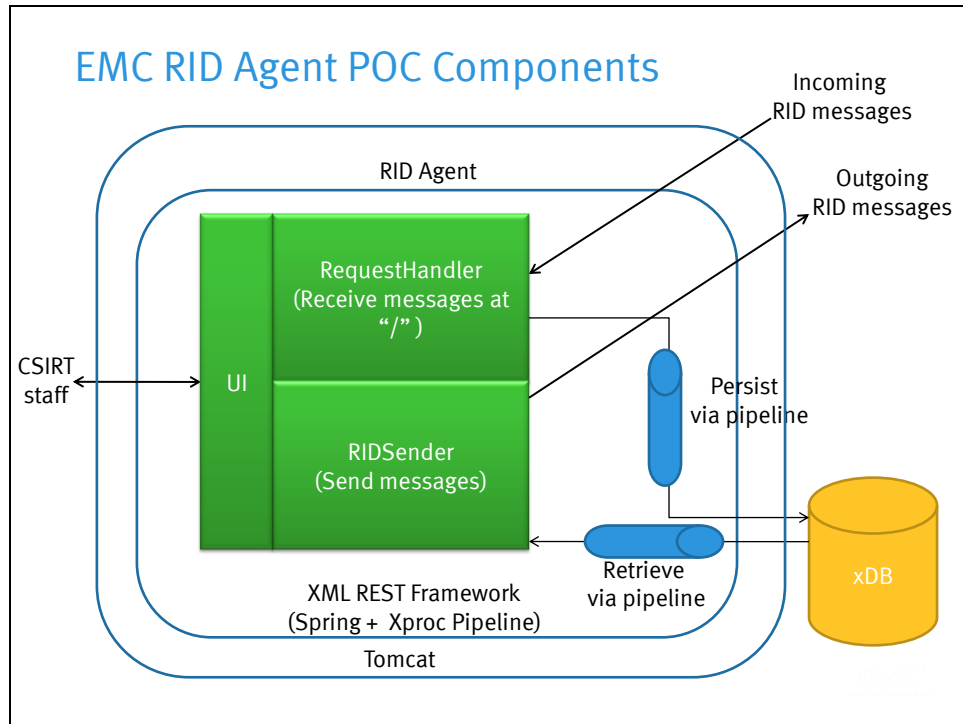 EMC RID Agent POC Components
Incoming
RID messages
RID Agent
Outgoing
RID messages
RequestHandler
(Receive messages at
“/” )
CSIRT
staff
UI
Persist
via pipeline
RIDSender
(Send messages)
xDB
Retrieve
via pipeline
XML REST Framework
(Spring + Xproc Pipeline)
Tomcat